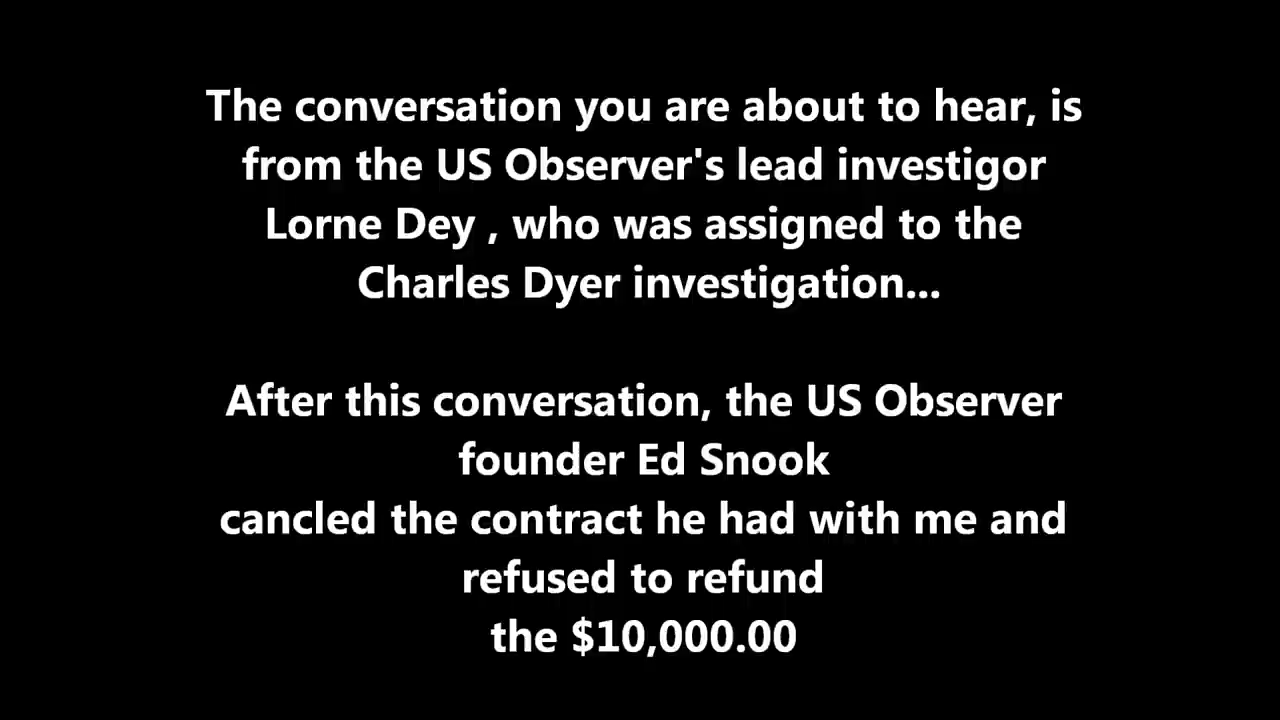 The conversation you are about to hear, is
from the US Observer's lead investigor
Lorne Dey , who was assigned to the
Charles Dyer investigation...
After this conversation, the US Observer
founder Ed Snook
cancled the contract he had with me and
refused to refund
the $10,000.00